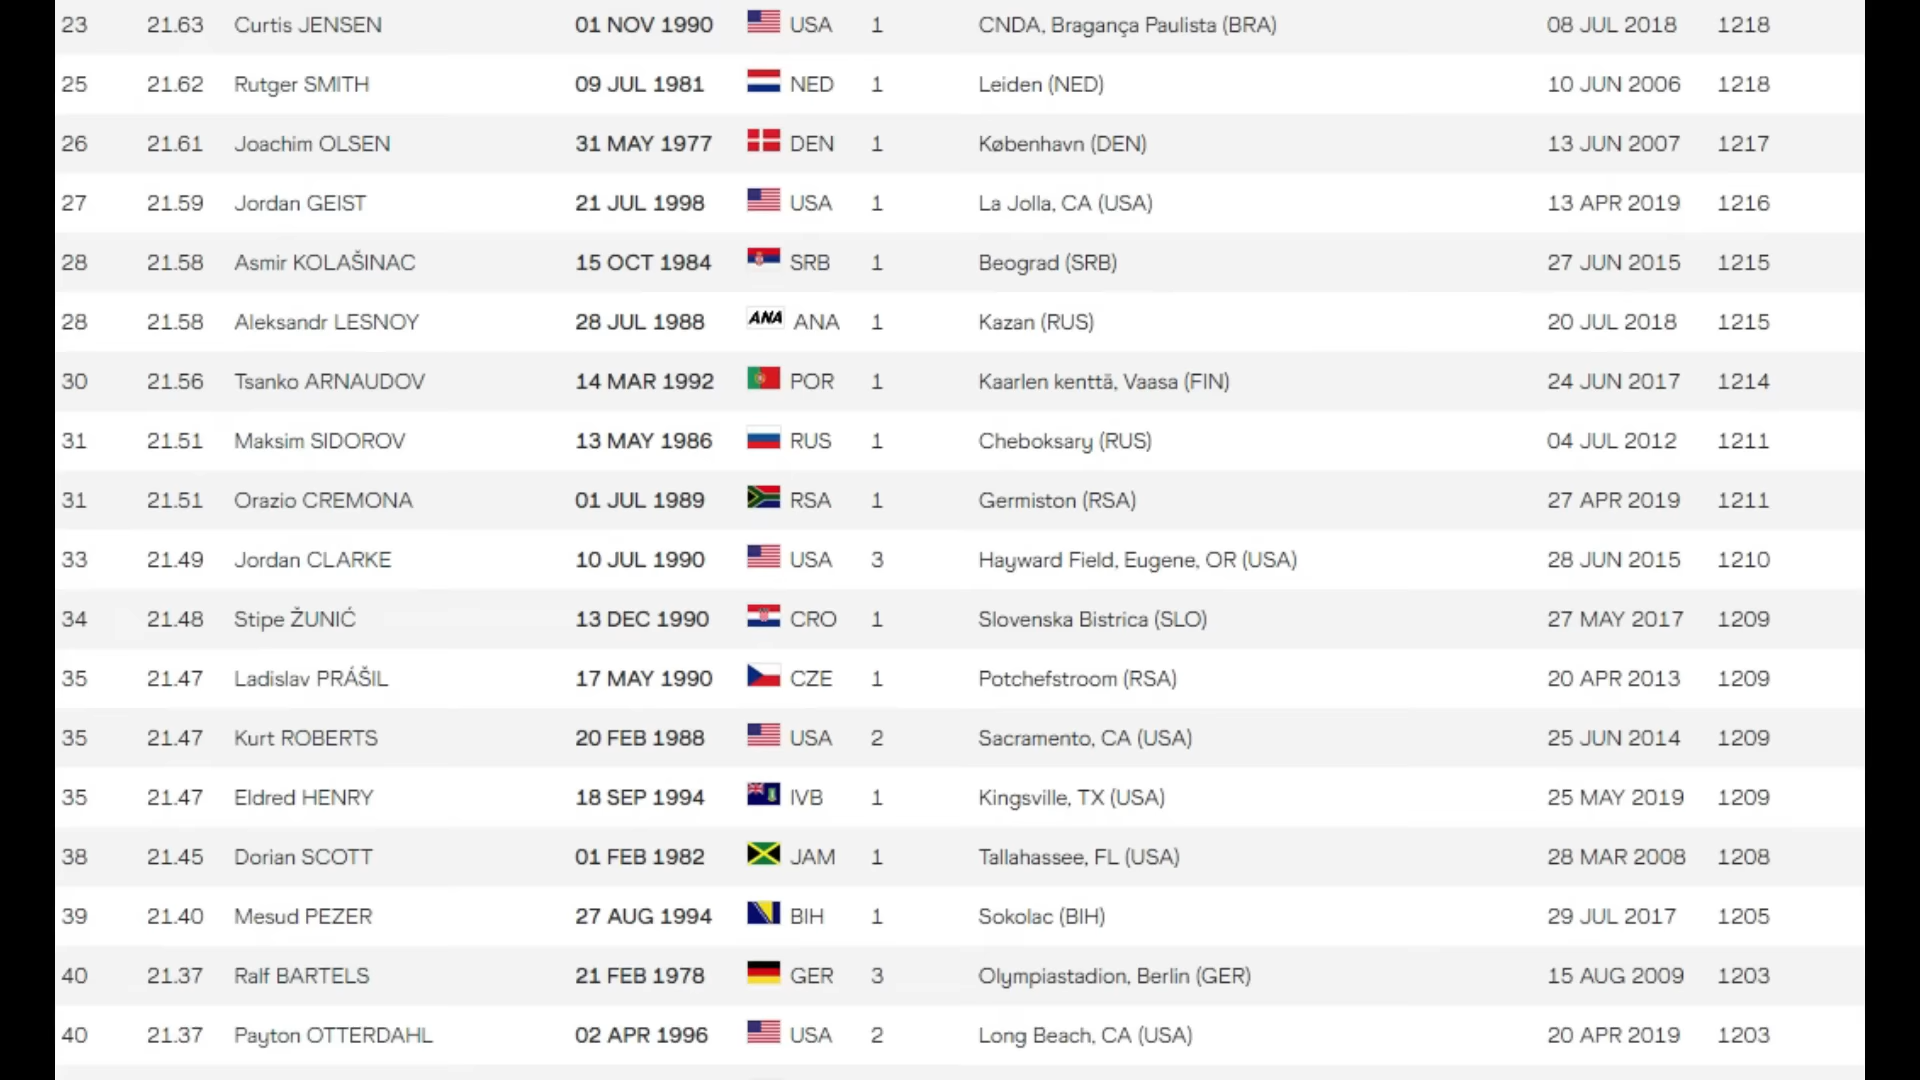 23 21.63 Curtis JENSEN 01 NOV 1990 USA 1 CNDA, Bragança Paulista (BRA) 08 JUL 2018 1218
25 21.62 Rutger SMITH 09 JUL 1981 NED 1 Leiden (NED) 10 JUN 2006 1218
26 21.61 Joachim OLSEN 31 MAY 1977 DEN 1 København (DEN) 13 JUN 2007 1217
27 21.59 Jordan GEIST 21 JUL 1998 USA 1 La Jolla, CA (USA) 13 APR 2019 1216
28 21.58 Asmir KOLAŠINAC 15 OCT 1984 SRB 1 Beograd (SRB) 27 JUN 2015 1215
28 21.58 Aleksandr LESNOY 28 JUL 1988 ANA ANA 1 Kazan (RUS) 20 JUL 2018 1215
30 21.56 Tsanko ARNAUDOV 14 MAR 1992 POR 1 Kaarlen kenttä, Vaasa (FIN) 24 JUN 2017 1214
31 21.51 Maksim SIDOROV 13 MAY 1986 RUS 1 Cheboksary (RUS) 04 JUL 2012 1211
31 21.51 Orazio CREMONA 01 JUL 1989 RSA 1 Germiston (RSA) 27 APR 2019 1211
33 21.49 Jordan CLARKE 10 JUL 1990 USA 3 Hayward Field, Eugene, OR (USA) 28 JUN 2015 1210
34 21.48 Stipe ŽUNIĆ 13 DEC 1990 CRO 1 Slovenska Bistrica (SLO) 27 MAY 2017 1209
35 21.47 Ladislav PRÁŠIL 17 MAY 1990 CZE 1 Potchefstroom (RSA) 20 APR 2013 1209
35 21.47 Kurt ROBERTS 20 FEB 1988 USA 2 Sacramento, CA (USA) 25 JUN 2014 1209
35 21.47 Eldred HENRY 18 SEP 1994 IVB 1 Kingsville, TX (USA) 25 MAY 2019 1209
38 21.45 Dorian SCOTT 01 FEB 1982 JAM 1 Tallahassee, FL (USA) 28 MAR 2008 1208
39 21.40 Mesud PEZER 27 AUG 1994 BIH 1 Sokolac (BIH) 29 JUL 2017 1205
40 21.37 Ralf BARTELS 21 FEB 1978 GER 3 Olympiastadion, Berlin (GER) 15 AUG 2009 1203
40 21.37 Payton OTTERDAHL 02 APR 1996 USA 2 Long Beach, CA (USA) 20 APR 2019 1203